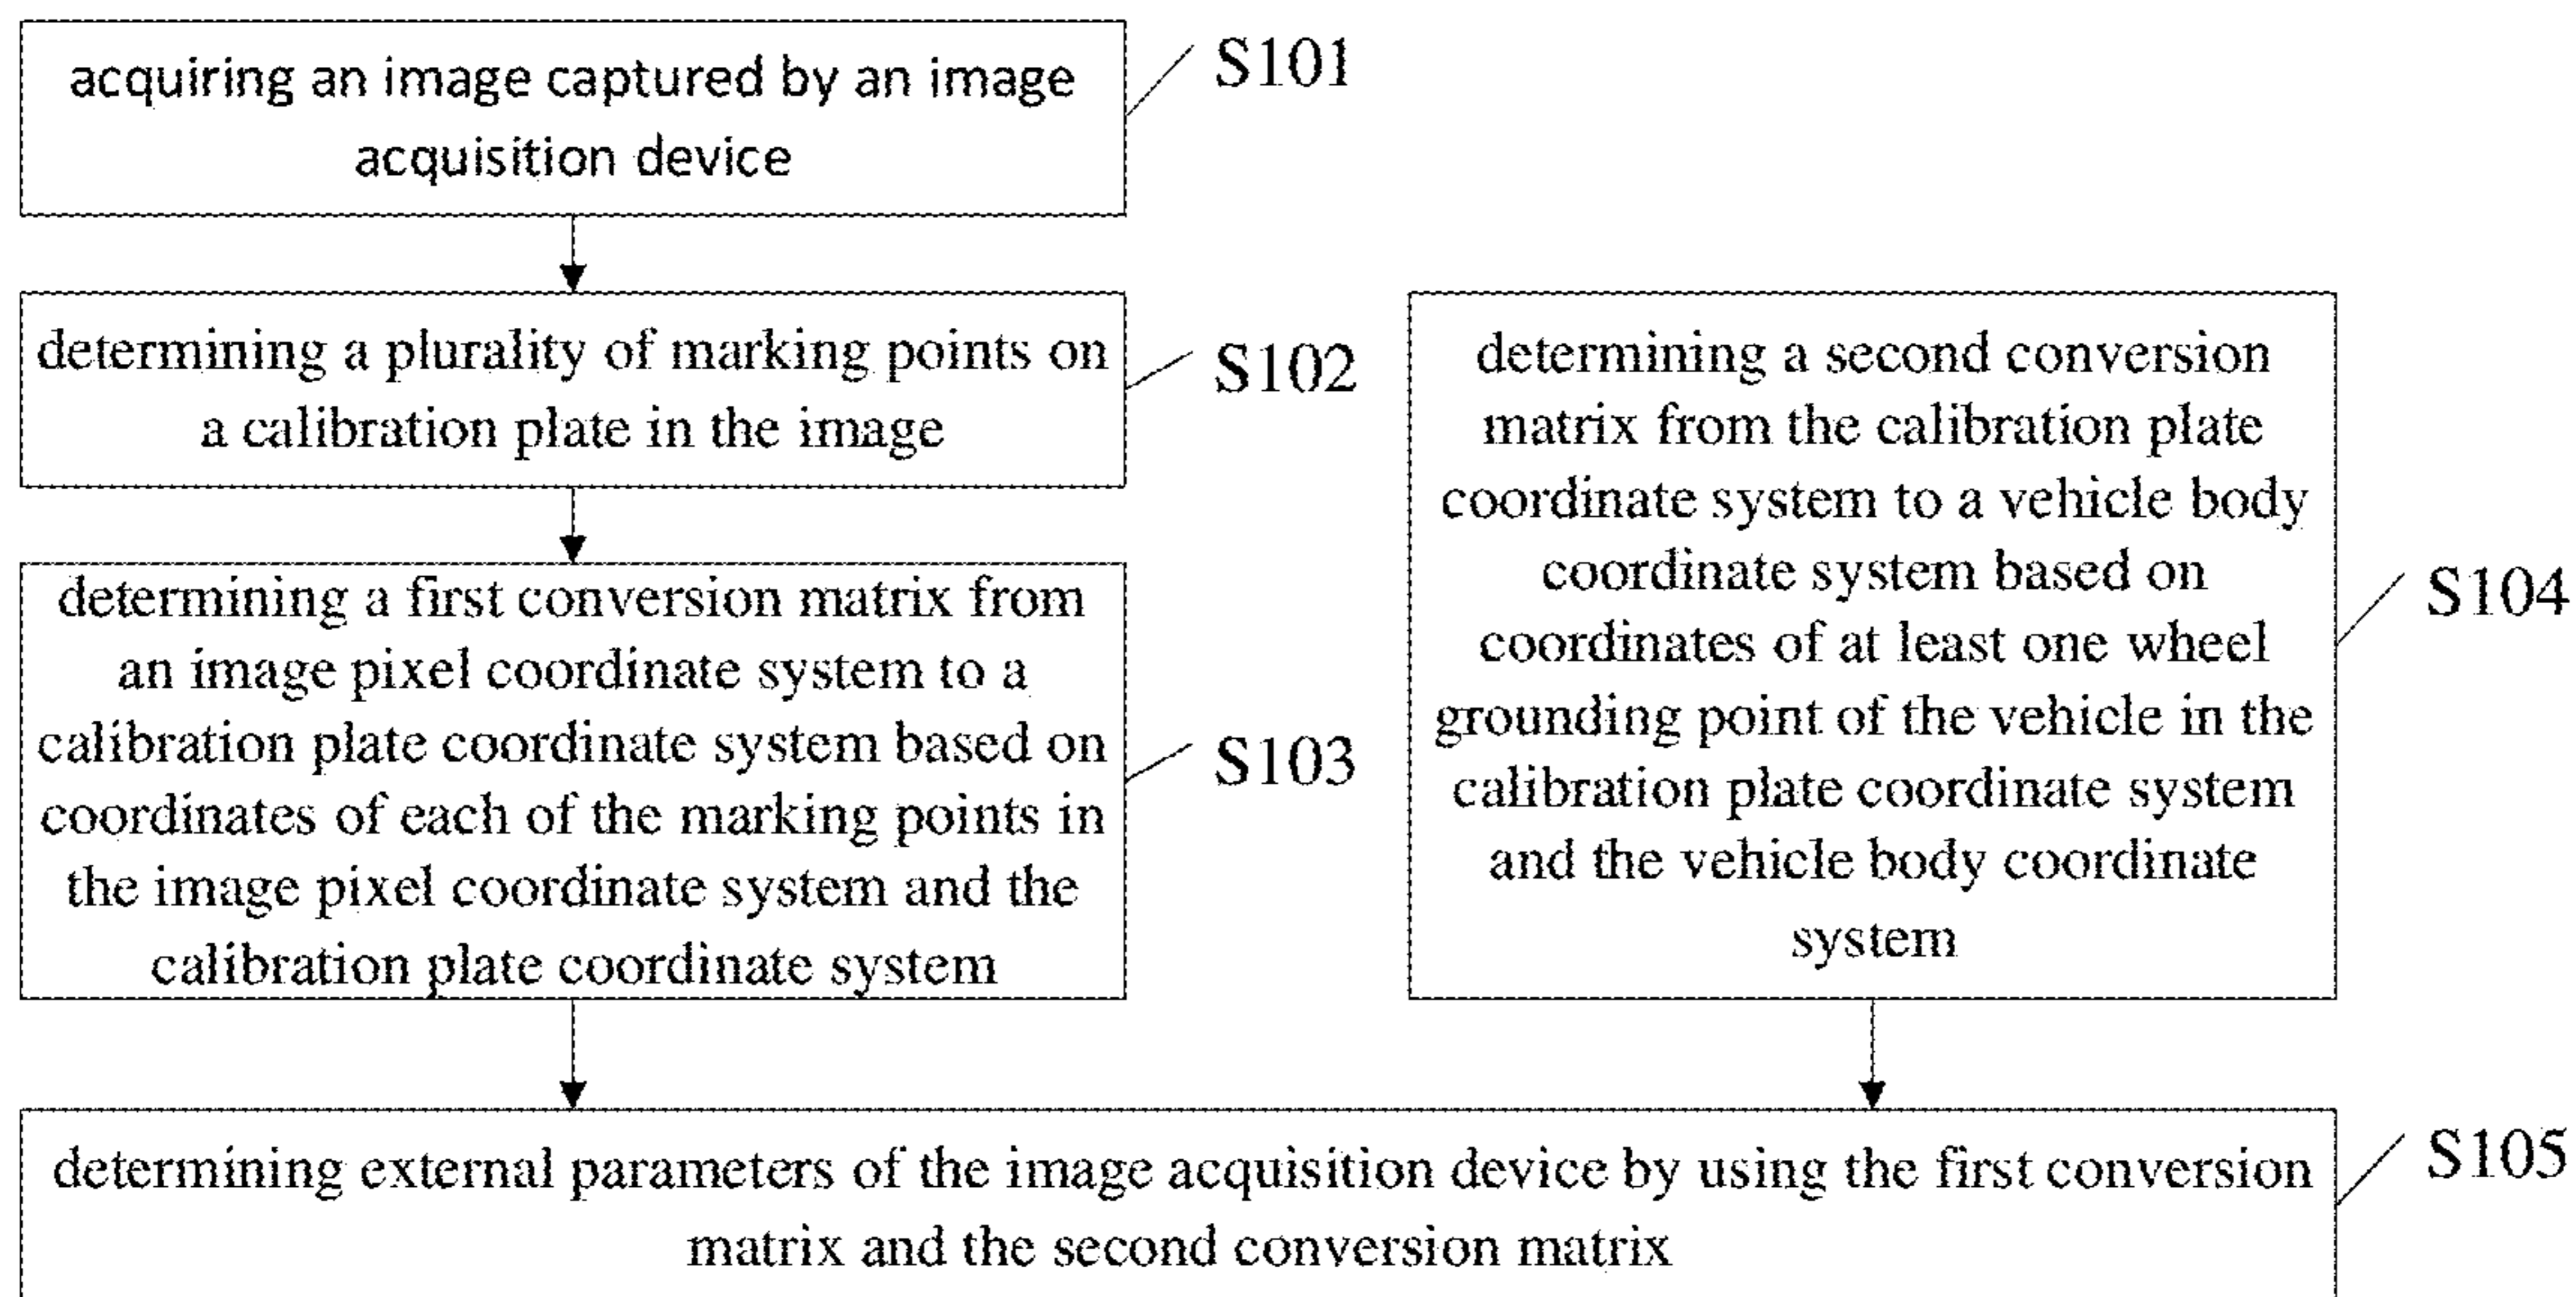 acquiring an image captured by an image
acquisition device
S101
determining a plurality of marking points on
a calibration plate in the image
S102
determining a first conversion matrix from
an image pixel coordinate system to a
calibration plate coordinate system based on
coordinates of each of the marking points in
the image pixel coordinate system and the
calibration plate coordinate system
S103
determining a second conversion
matrix from the calibration plate
coordinate system to a vehicle body
coordinate system based on
coordinates of at least one wheel
grounding point of the vehicle in the
calibration plate coordinate system
and the vehicle body coordinate
system
S104
determining external parameters of the image acquisition device by using the first conversion
matrix and the second conversion matrix
S105